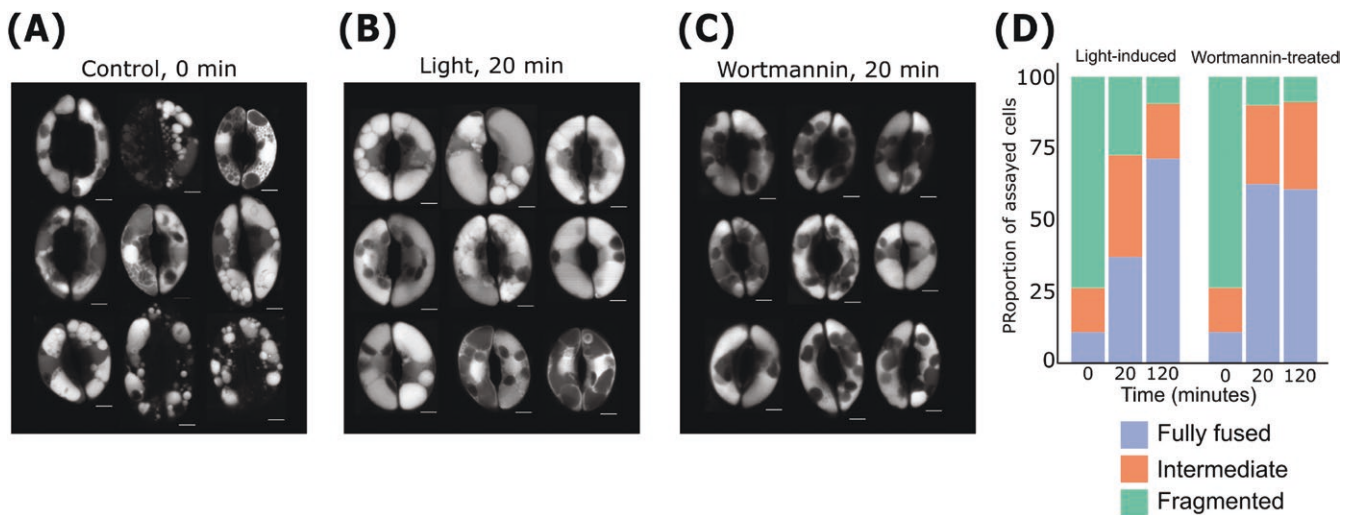 (A)
Control, 0 min
(B)
Light, 20 min
(C)
Wortmannin, 20 min
(D)
Light-induced
Wortmannin-treated
PRoportion of assayed cells
100
75
50
25
0
0 20 120
0 20 120
Time (minutes)
Fully fused
Intermediate
Fragmented